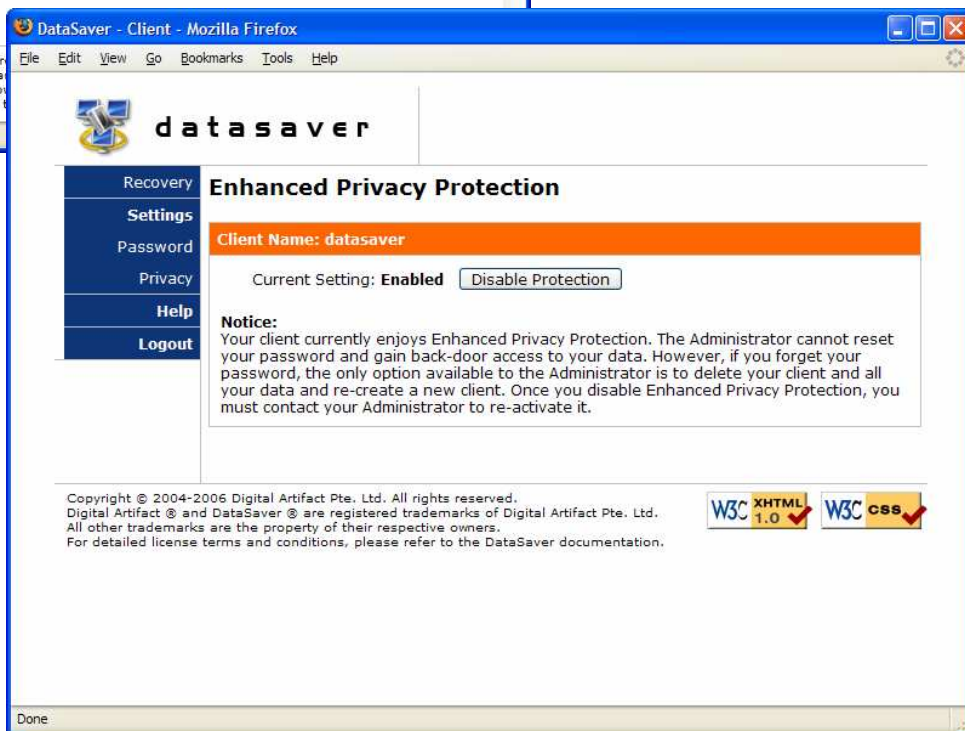 DataSaver - Client - Mozilla Firefox
File Edit View Go Bookmarks Tools Help
datasaver
Recovery
Settings
Password
Privacy
Help
Logout
Enhanced Privacy Protection
Client Name: datasaver
Current Setting: Enabled Disable Protection
Notice:
Your client currently enjoys Enhanced Privacy Protection. The Administrator cannot reset
your password and gain back-door access to your data. However, if you forget your
password, the only option available to the Administrator is to delete your client and all
your data and re-create a new client. Once you disable Enhanced Privacy Protection, you
must contact your Administrator to re-activate it.
Copyright © 2004-2006 Digital Artifact Pte. Ltd. All rights reserved.
Digital Artifact ® and DataSaver ® are registered trademarks of Digital Artifact Pte. Ltd.
All other trademarks are the property of their respective owners.
For detailed license terms and conditions, please refer to the DataSaver documentation.
W3C XHTML 1.0
W3C css
Done